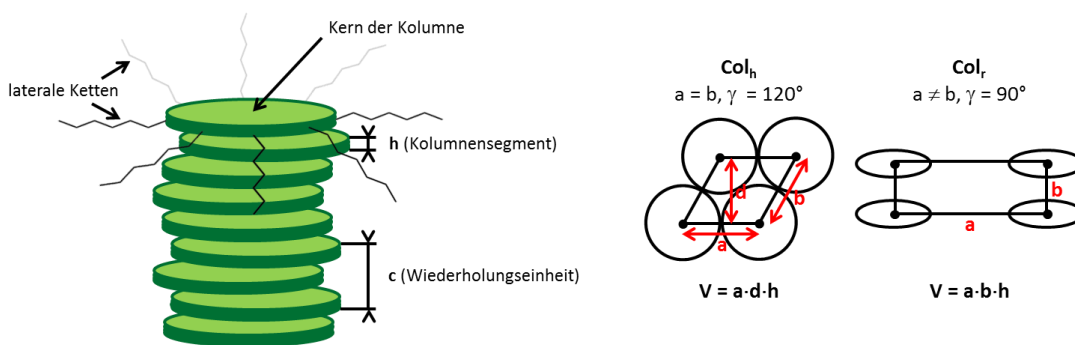 Kern der Kolumne
laterale Ketten
h (Kolumnensegment)
c (Wiederholungseinheit)
Colh
a = b, γ = 120°
d
b
a
V = a·d·h
Colr
a ≠ b, γ = 90°
b
a
V = a·b·h